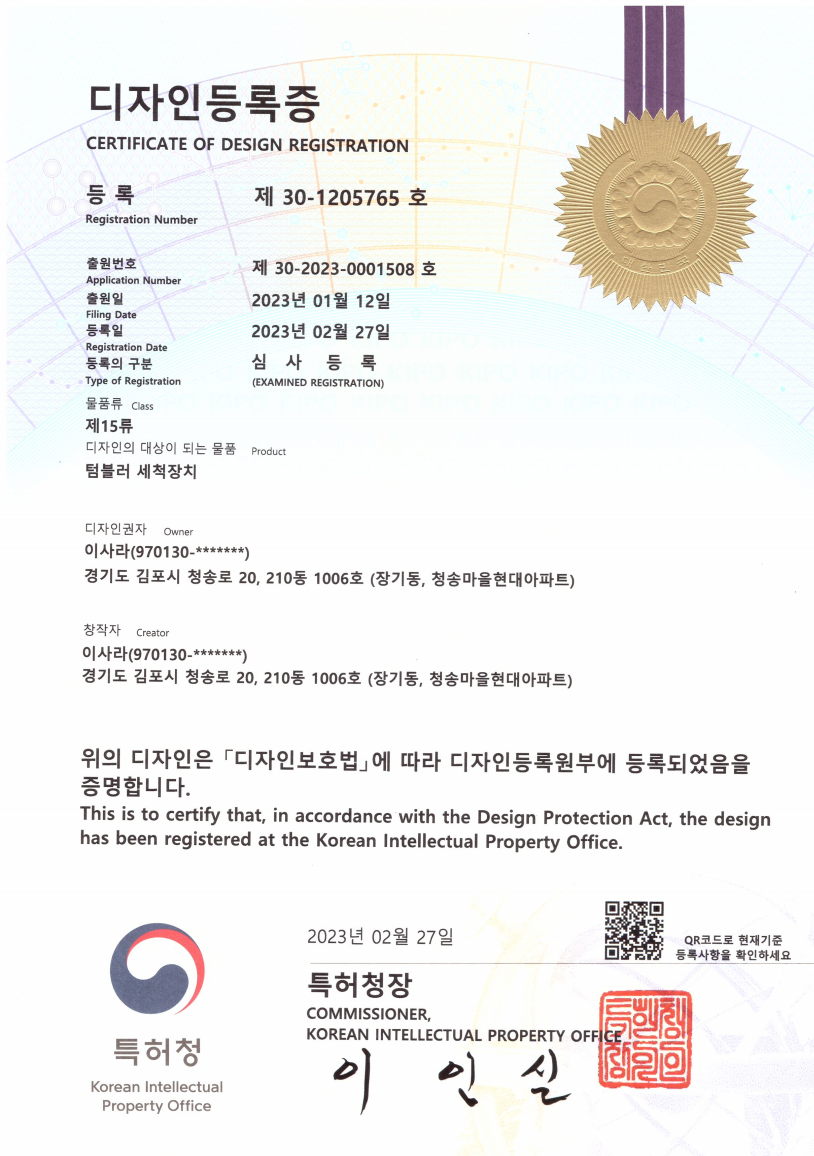 디자인등록증
CERTIFICATE OF DESIGN REGISTRATION
등 록 제 30-1205765 호
Registration Number
출원번호 제 30-2023-0001508 호
Application Number
출원일 2023년 01월 12일
Filing Date
등록일 2023년 02월 27일
Registration Date
등록의 구분 심 사 등 록
Type of Registration (EXAMINED REGISTRATION)
물품류 Class
제15류
디자인의 대상이 되는 물품 Product
텀블러 세척장치
디자인권자 Owner
이사라(970130-*******)
경기도 김포시 청송로 20, 210동 1006호 (장기동, 청송마을현대아파트)
창작자 Creator
이사라(970130-*******)
경기도 김포시 청송로 20, 210동 1006호 (장기동, 청송마을현대아파트)
위의 디자인은 「디자인보호법」에 따라 디자인등록원부에 등록되었음을
증명합니다.
This is to certify that, in accordance with the Design Protection Act, the design
has been registered at the Korean Intellectual Property Office.
2023년 02월 27일
QR코드로 현재기준
등록사항을 확인하세요
특허청장
COMMISSIONER,
KOREAN INTELLECTUAL PROPERTY OFFICE
이 인 실
특허청
Korean Intellectual
Property Office
대한민국